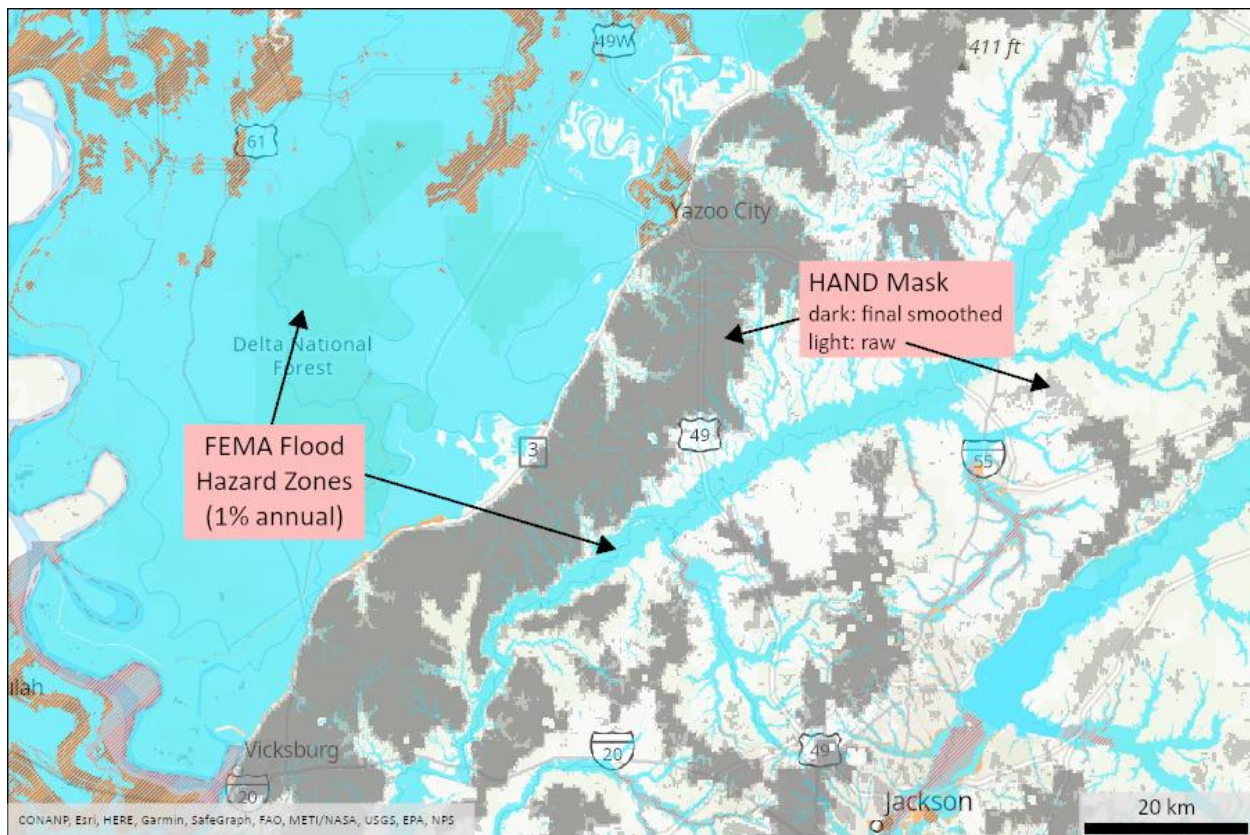 49W
411 ft
61
Yazoo City
HAND Mask
dark: final smoothed
light: raw
Delta National
Forest
FEMA Flood
Hazard Zones
(1% annual)
3
49
55
ilah
Vicksburg
20
20
49
Jackson
20 km
CONANP, Esri, HERE, Garmin, SafeGraph, FAO, METI/NASA, USGS, EPA, NPS